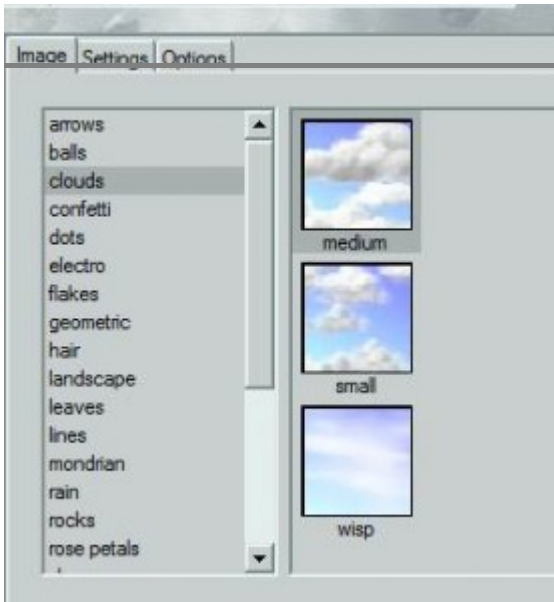 Image Settings Options
arrows
balls
clouds
confetti
dots
electro
flakes
geometric
hair
landscape
leaves
lines
mondrian
rain
rocks
rose petals
medium
small
wisp